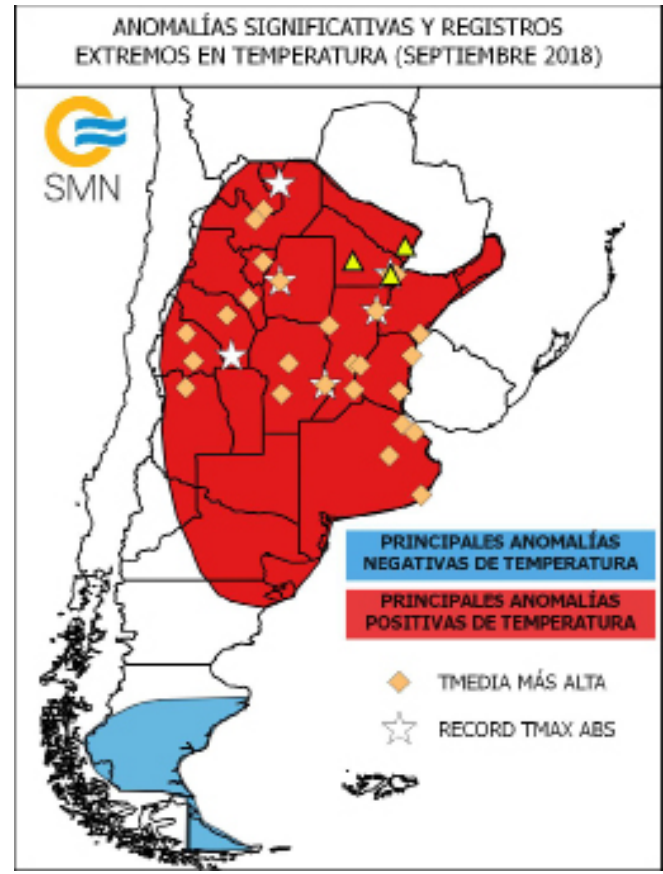 ANOMALÍAS SIGNIFICATIVAS Y REGISTROS
EXTREMOS EN TEMPERATURA (SEPTIEMBRE 2018)
SMN
PRINCIPALES ANOMALÍAS
NEGATIVAS DE TEMPERATURA
PRINCIPALES ANOMALÍAS
POSITIVAS DE TEMPERATURA
TMEDIA MÁS ALTA
RECORD TMAX ABS